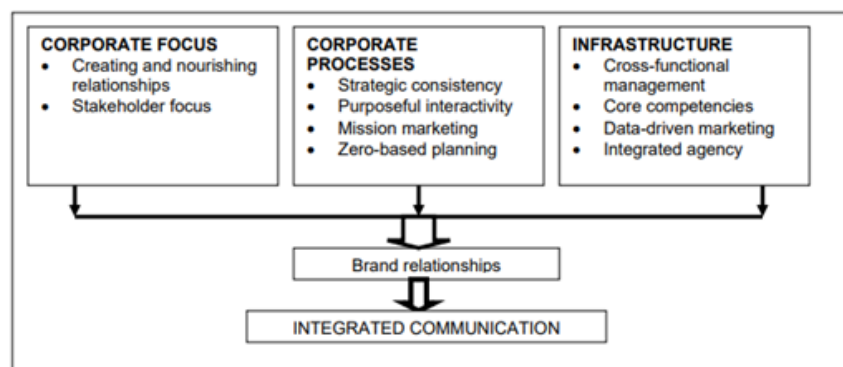 CORPORATE FOCUS
• Creating and nourishing
relationships
• Stakeholder focus
CORPORATE
PROCESSES
• Strategic consistency
• Purposeful interactivity
• Mission marketing
• Zero-based planning
INFRASTRUCTURE
• Cross-functional
management
• Core competencies
• Data-driven marketing
• Integrated agency
Brand relationships
INTEGRATED COMMUNICATION